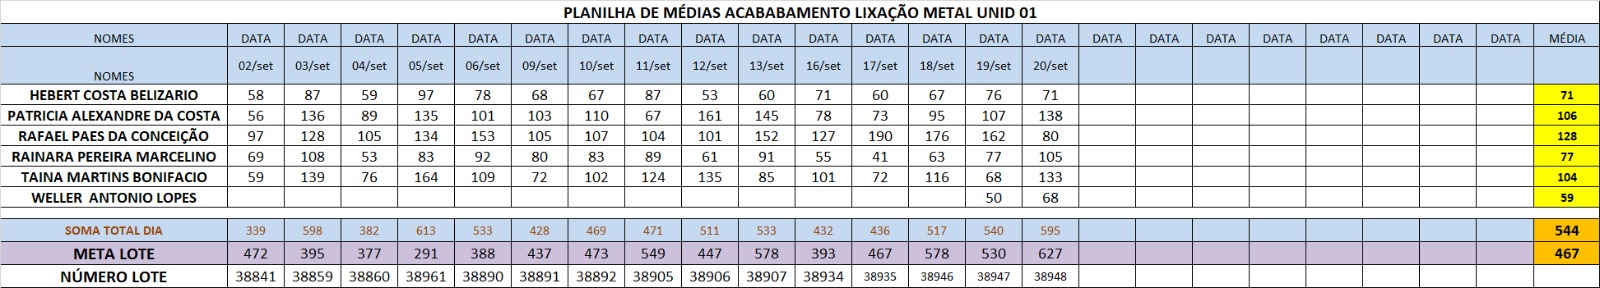 PLANILHA DE MÉDIAS ACABABAMENTO LIXAÇÃO METAL UNID 01
NOMES DATA DATA DATA DATA DATA DATA DATA DATA DATA DATA DATA DATA DATA DATA DATA DATA DATA DATA DATA DATA DATA DATA DATA MÉDIA
NOMES 02/set 03/set 04/set 05/set 06/set 09/set 10/set 11/set 12/set 13/set 16/set 17/set 18/set 19/set 20/set
HEBERT COSTA BELIZARIO 58 87 59 97 78 68 67 87 53 60 71 60 67 76 71 71
PATRICIA ALEXANDRE DA COSTA 56 136 89 135 101 103 110 67 161 145 78 73 95 107 138 106
RAFAEL PAES DA CONCEIÇÃO 97 128 105 134 153 105 107 104 101 152 127 190 176 162 80 128
RAINARA PEREIRA MARCELINO 69 108 53 83 92 80 83 89 61 91 55 41 63 77 105 77
TAINA MARTINS BONIFACIO 59 139 76 164 109 72 102 124 135 85 101 72 116 68 133 104
WELLER ANTONIO LOPES 50 68 59
SOMA TOTAL DIA 339 598 382 613 533 428 469 471 511 533 432 436 517 540 595 544
META LOTE 472 395 377 291 388 437 473 549 447 578 393 467 578 530 627 467
NÚMERO LOTE 38841 38859 38860 38961 38890 38891 38892 38905 38906 38907 38934 38935 38946 38947 38948